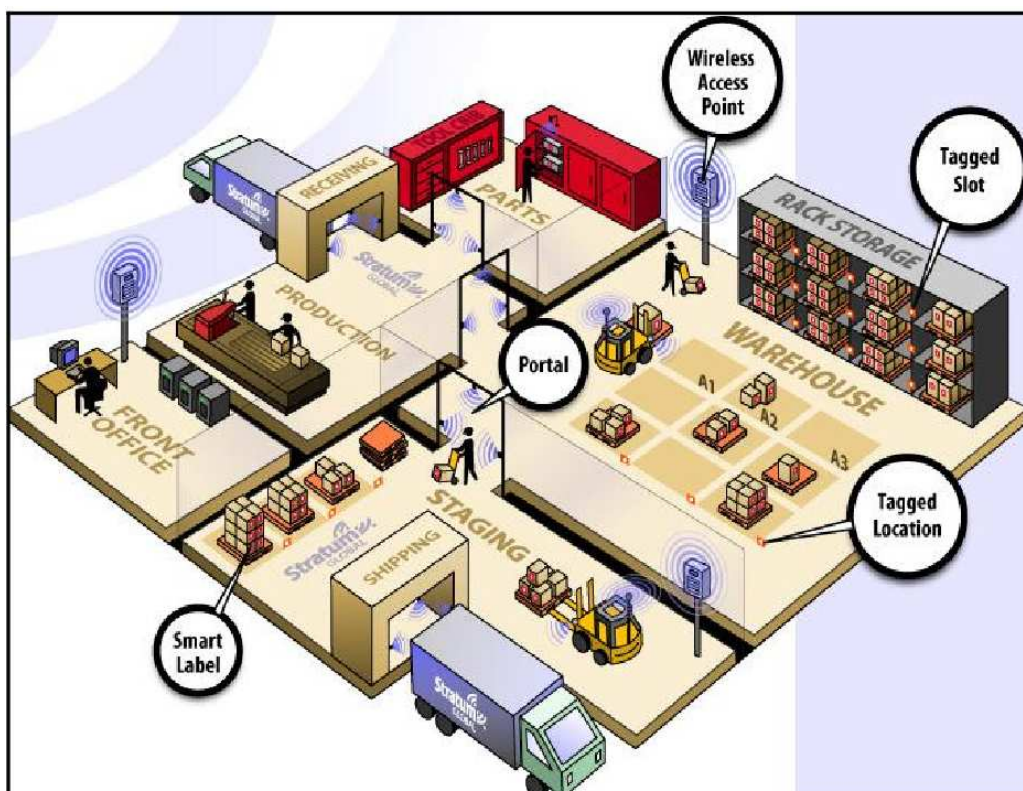 Wireless
Access
Point
Tagged
Slot
TOOL CRIB
RECEIVING
PARTS
RACK STORAGE
Stratum
GLOBAL
Stratum
GLOBAL
PRODUCTION
WAREHOUSE
Portal
A1
A2
A3
FRONT
OFFICE
Tagged
Location
STAGING
Stratum
GLOBAL
SHIPPING
Smart
Label
Stratum
GLOBAL